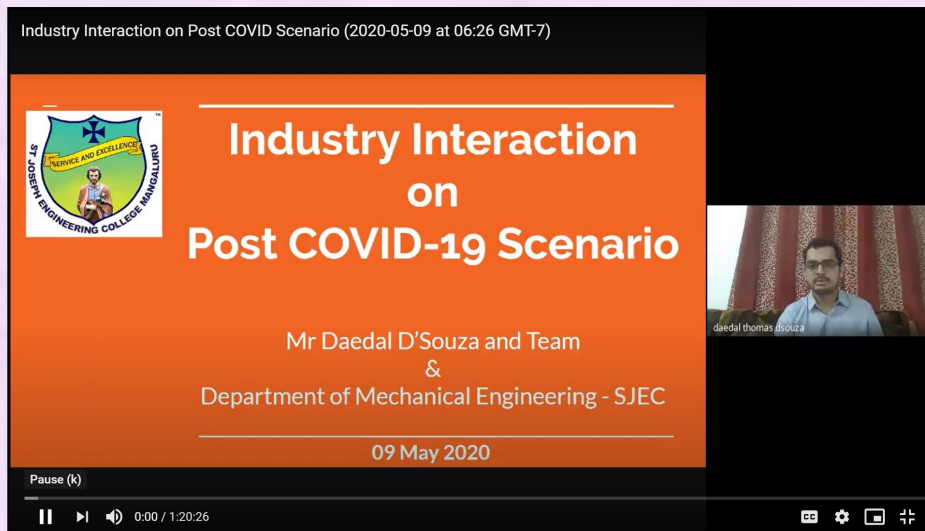 Industry Interaction on Post COVID Scenario (2020-05-09 at 06:26 GMT-7)
SERVICE AND EXCELLENCE
ST JOSEPH ENGINEERING COLLEGE MANGALURU
TM
Industry Interaction
on
Post COVID-19 Scenario
Mr Daedal D'Souza and Team
&
Department of Mechanical Engineering - SJEC
09 May 2020
daedal thomas dsouza
Pause (k)
0:00 / 1:20:26
CC